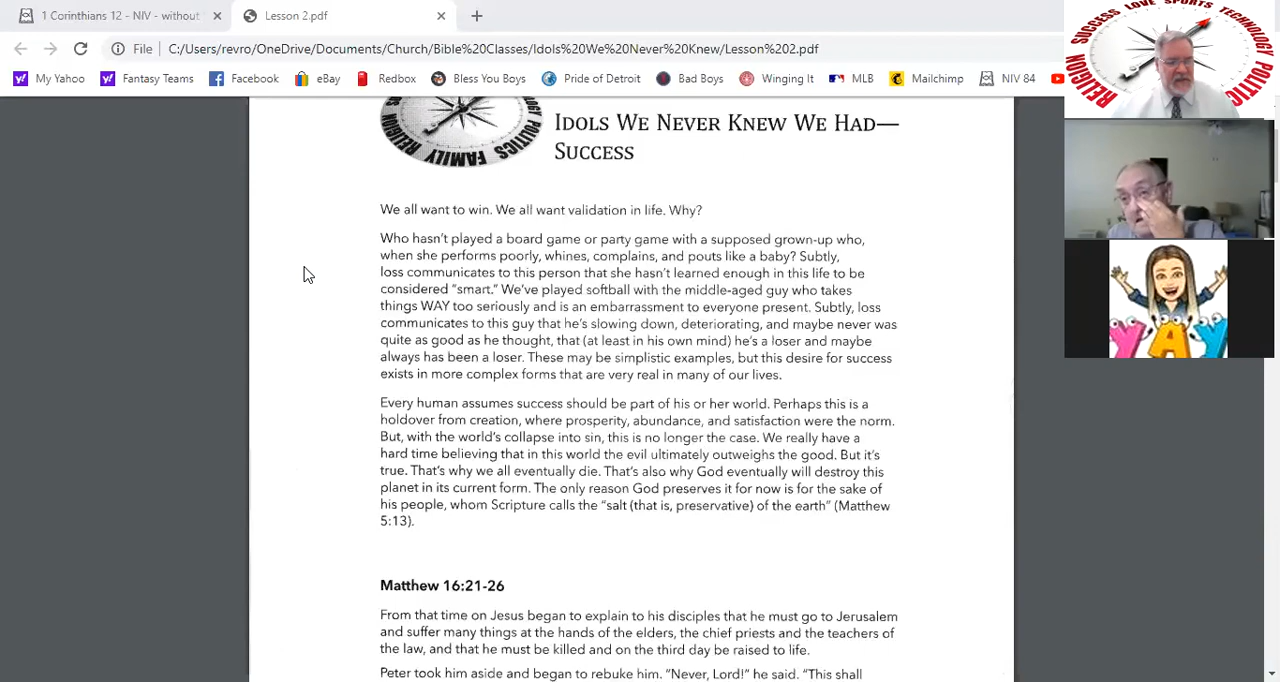 1 Corinthians 12 - NIV - without
Lesson 2.pdf
File
C:/Users/revro/OneDrive/Documents/Church/Bible%20Classes/Idols%20We%20Never%20Knew/Lesson%202.pdf
My Yahoo
Fantasy Teams
Facebook
eBay
Redbox
Bless You Boys
Pride of Detroit
Bad Boys
Winging It
MLB
Mailchimp
NIV 84
RELIGION SUCCESS LOVE SPORTS TECHNOLOGY POLITIC
RELIGION POLITICS FAMILY
IDOLS WE NEVER KNEW WE HAD—
SUCCESS
We all want to win. We all want validation in life. Why?
Who hasn't played a board game or party game with a supposed grown-up who,
when she performs poorly, whines, complains, and pouts like a baby? Subtly,
loss communicates to this person that she hasn't learned enough in this life to be
considered "smart." We've played softball with the middle-aged guy who takes
things WAY too seriously and is an embarrassment to everyone present. Subtly, loss
communicates to this guy that he's slowing down, deteriorating, and maybe never was
quite as good as he thought, that (at least in his own mind) he's a loser and maybe
always has been a loser. These may be simplistic examples, but this desire for success
exists in more complex forms that are very real in many of our lives.
Every human assumes success should be part of his or her world. Perhaps this is a
holdover from creation, where prosperity, abundance, and satisfaction were the norm.
But, with the world's collapse into sin, this is no longer the case. We really have a
hard time believing that in this world the evil ultimately outweighs the good. But it's
true. That's why we all eventually die. That's also why God eventually will destroy this
planet in its current form. The only reason God preserves it for now is for the sake of
his people, whom Scripture calls the "salt (that is, preservative) of the earth" (Matthew
5:13).
Matthew 16:21-26
From that time on Jesus began to explain to his disciples that he must go to Jerusalem
and suffer many things at the hands of the elders, the chief priests and the teachers of
the law, and that he must be killed and on the third day be raised to life.
Peter took him aside and began to rebuke him. "Never, Lord!" he said. "This shall
YAY